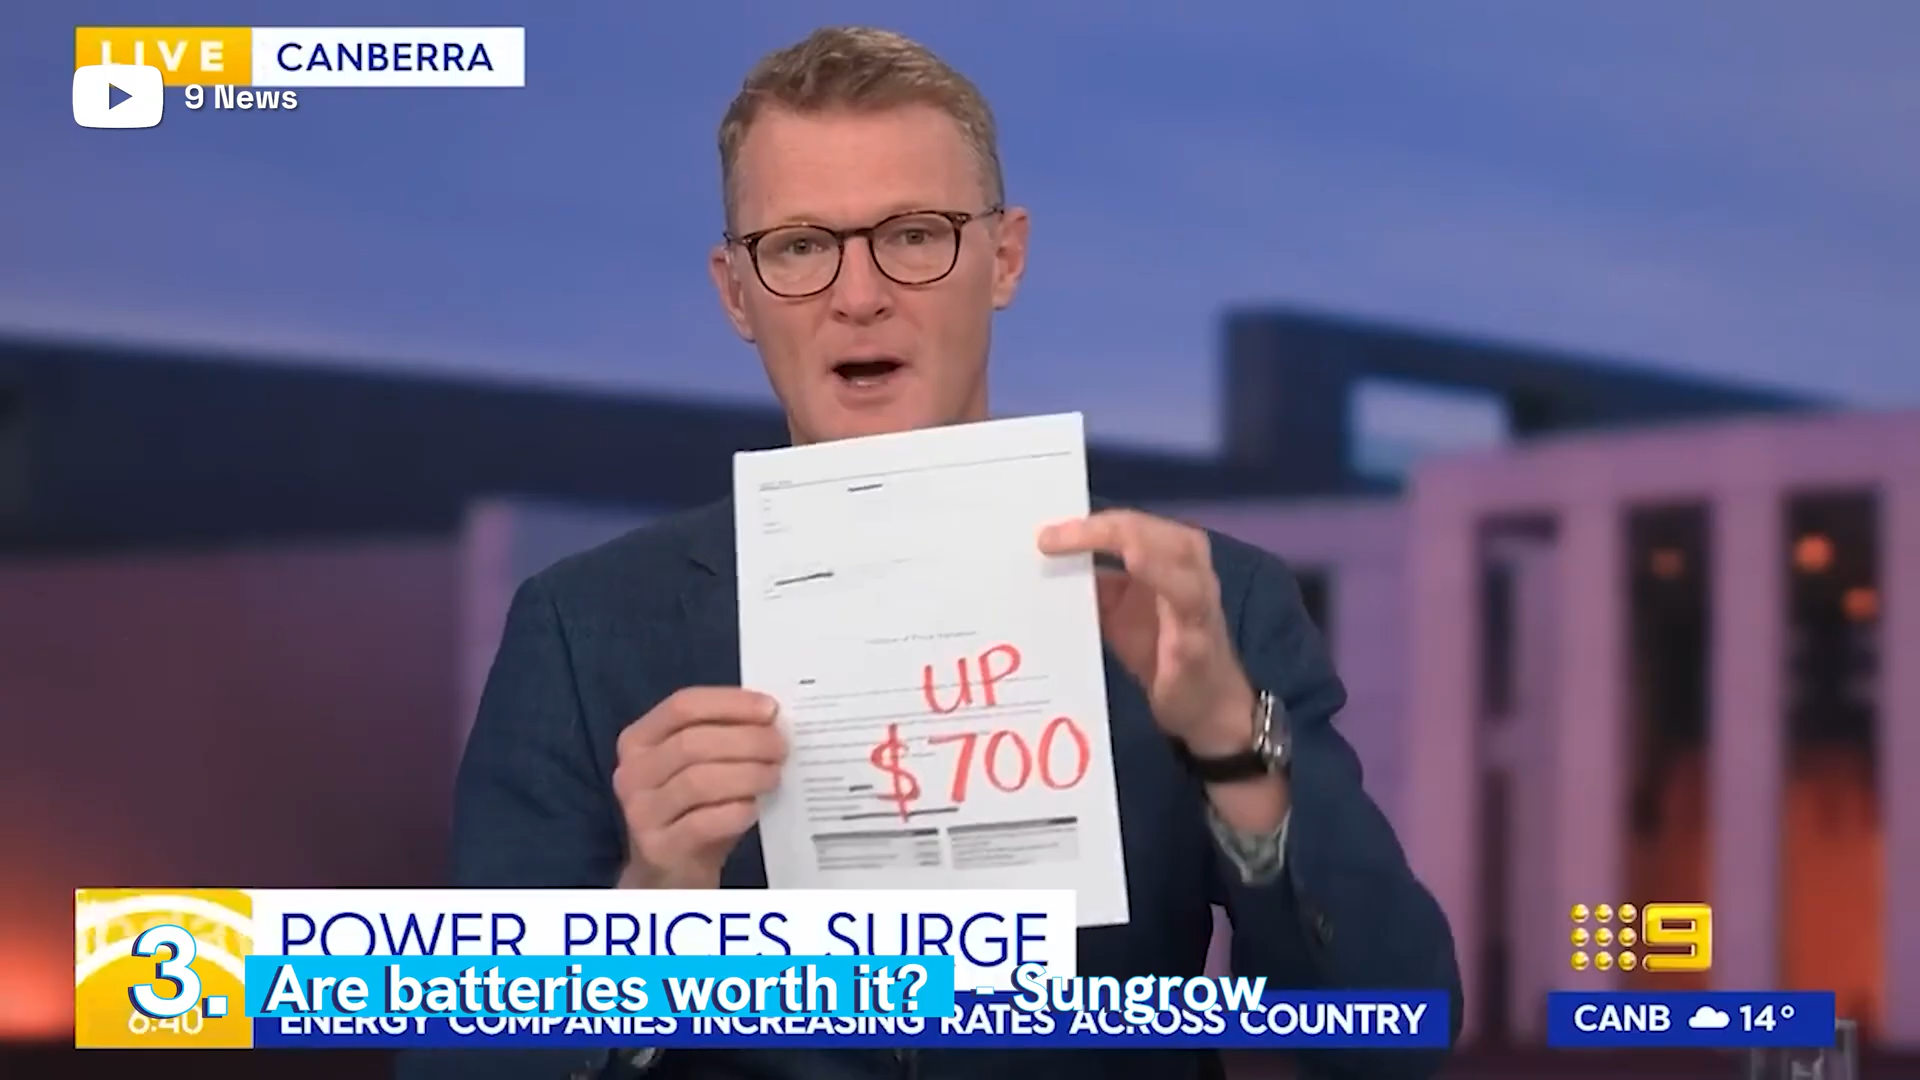 LIVE CANBERRA
9 News
UP
$700
POWER PRICES SURGE
3. Are batteries worth it? - Sungrow
6:40 ENERGY COMPANIES INCREASING RATES ACROSS COUNTRY
9
CANB 14°